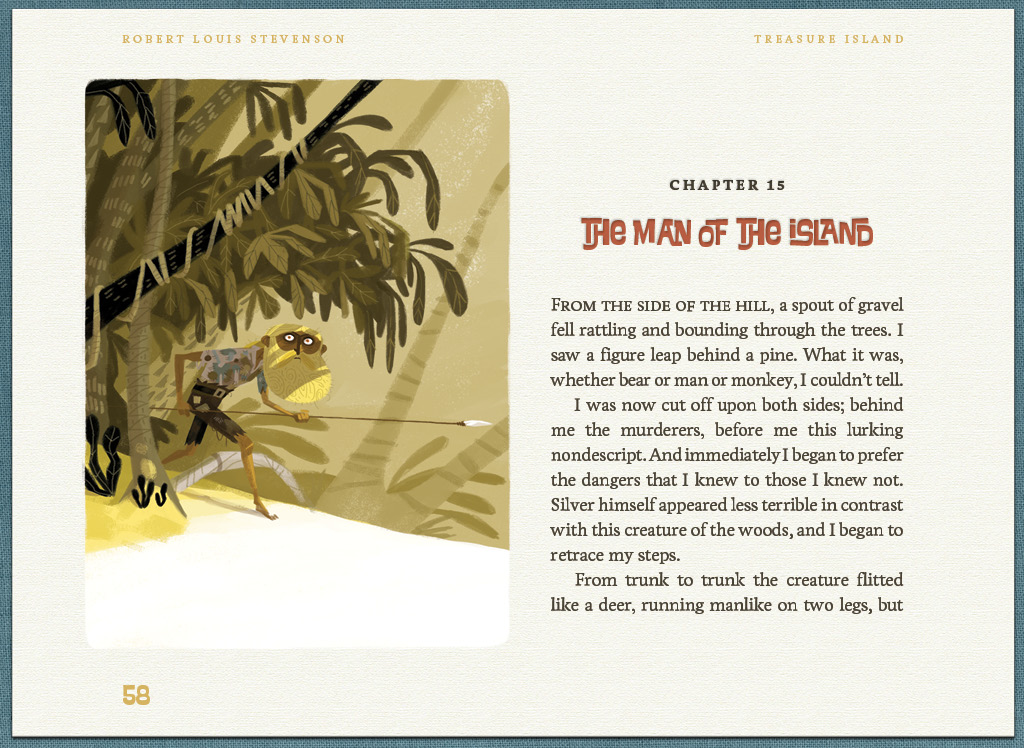 ROBERT LOUIS STEVENSON
TREASURE ISLAND
CHAPTER 15
THE MAN OF THE ISLAND
FROM THE SIDE OF THE HILL, a spout of gravel
fell rattling and bounding through the trees. I
saw a figure leap behind a pine. What it was,
whether bear or man or monkey, I couldn’t tell.
I was now cut off upon both sides; behind
me the murderers, before me this lurking
nondescript. And immediately I began to prefer
the dangers that I knew to those I knew not.
Silver himself appeared less terrible in contrast
with this creature of the woods, and I began to
retrace my steps.
From trunk to trunk the creature flitted
like a deer, running manlike on two legs, but
58